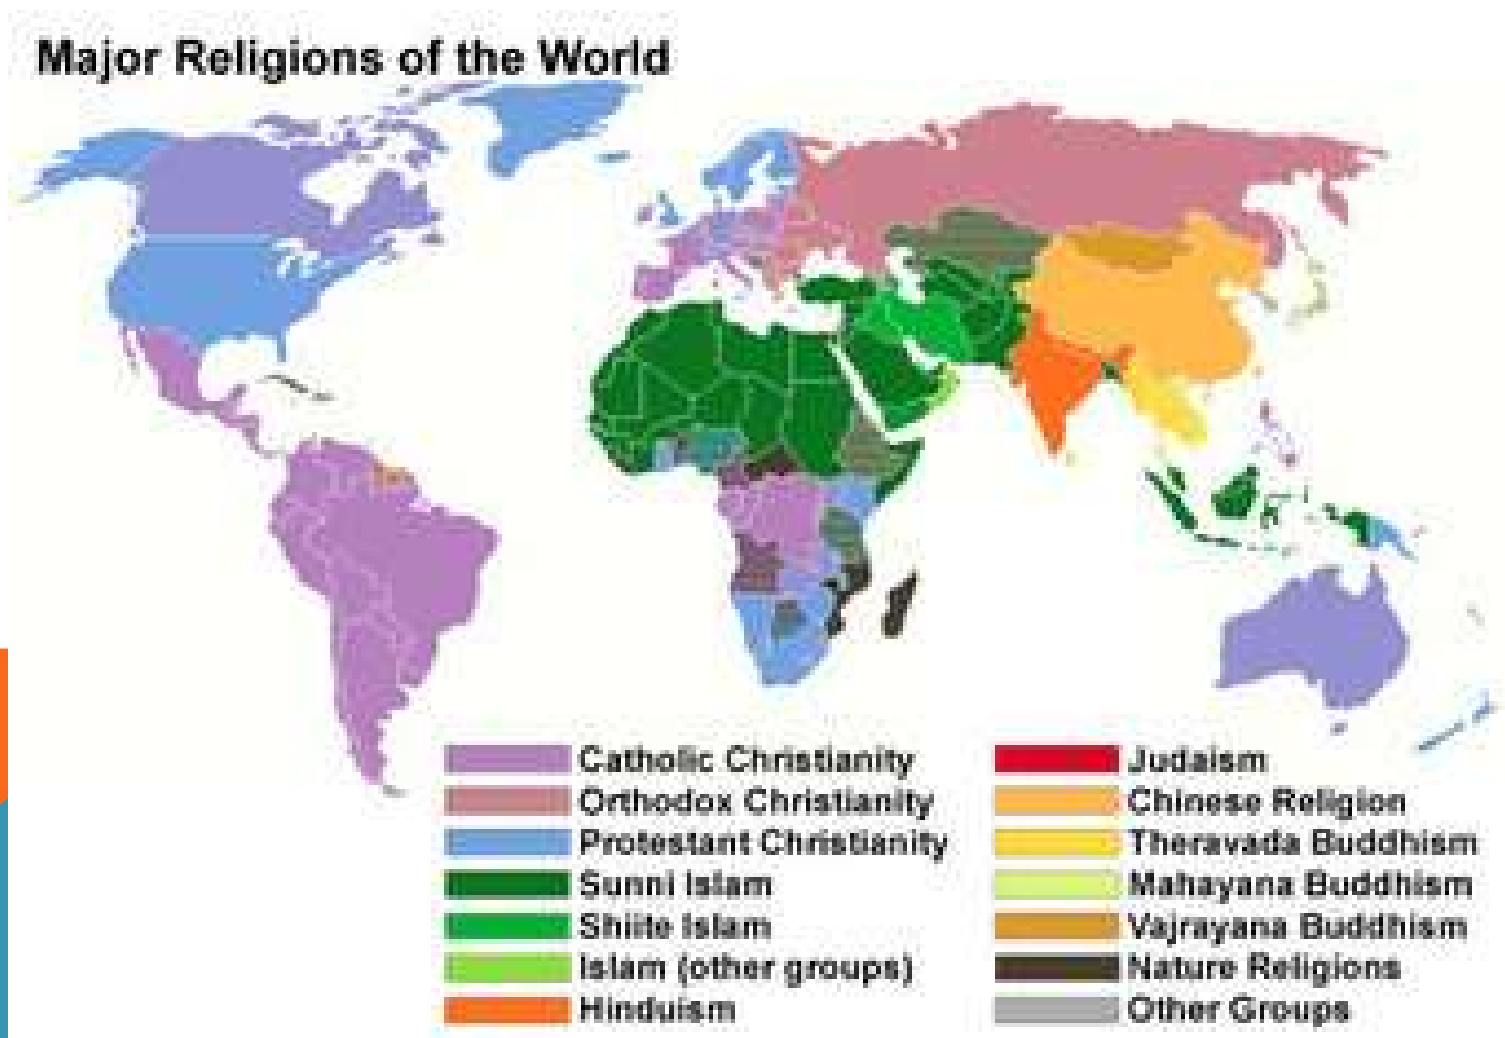 Major Religions of the World
Catholic Christianity
Orthodox Christianity
Protestant Christianity
Sunni Islam
Shiite Islam
Islam (other groups)
Hinduism
Judaism
Chinese Religion
Theravada Buddhism
Mahayana Buddhism
Vajrayana Buddhism
Nature Religions
Other Groups